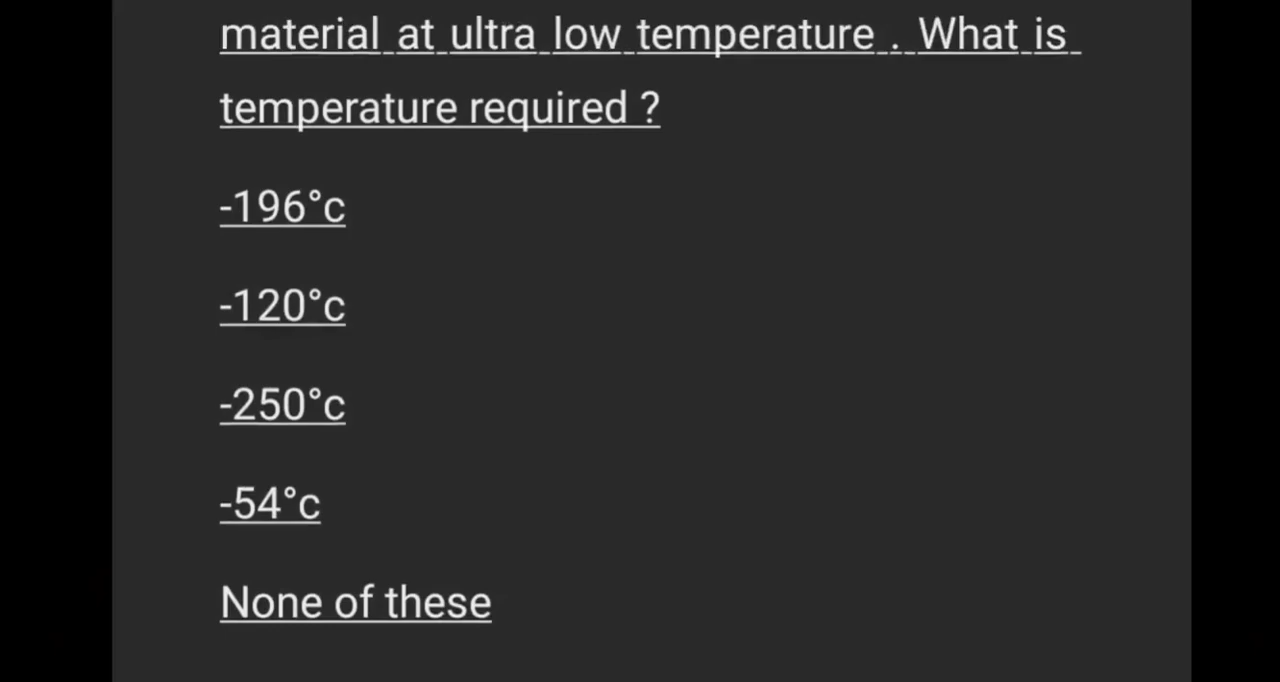 material at ultra low temperature . What is
temperature required ?
-196°c
-120°c
-250°c
-54°c
None of these